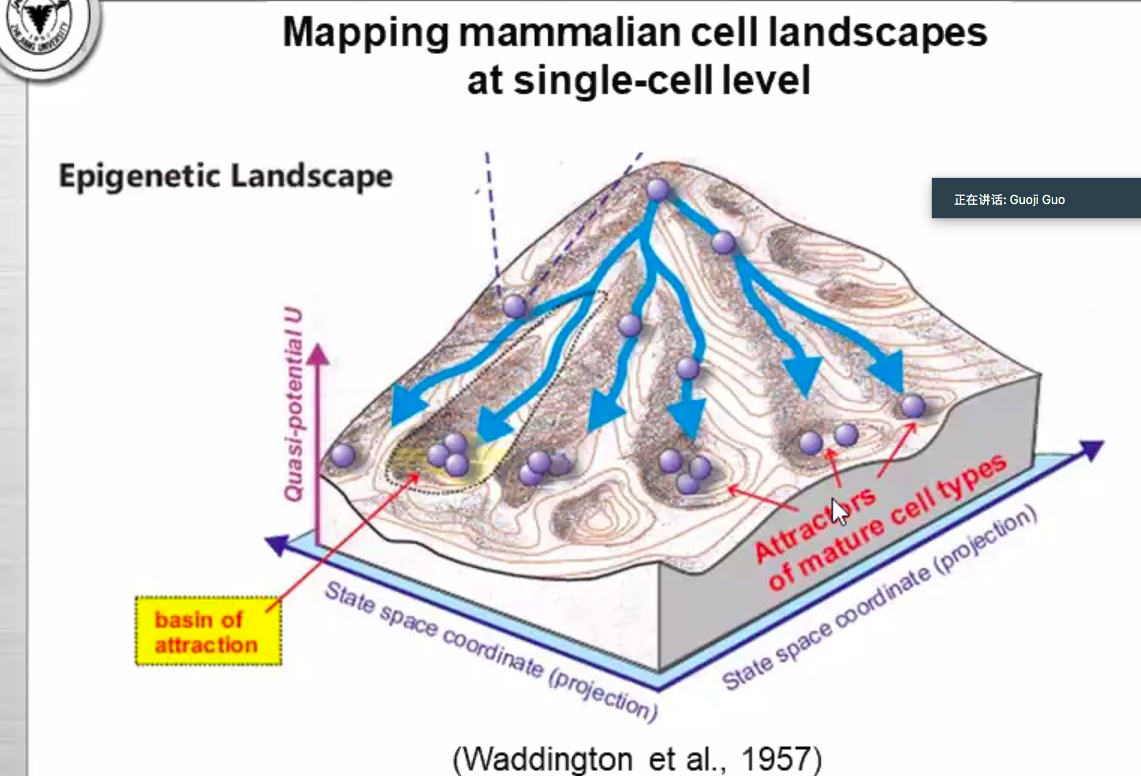 Mapping mammalian cell landscapes
at single-cell level
Epigenetic Landscape
正在讲话: Guoji Guo
Quasi-potential U
Attractors
of mature cell types
basin of
attraction
State space coordinate (projection)
State space coordinate (projection)
(Waddington et al., 1957)